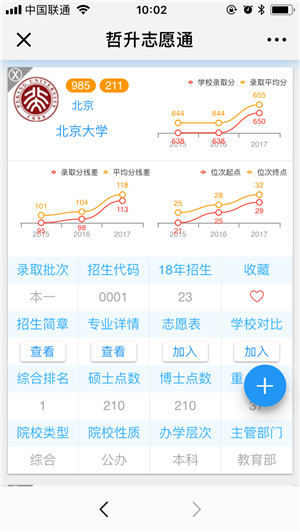 中国联通 10:02
哲升志愿通
985 211
北京
北京大学
学校录取分 录取平均分
644 644 655
638 638 650
2015 2016 2017
录取分线差 平均分线差
101 104 118
95 98 113
2015 2016 2017
位次起点 位次终点
25 28 32
21 25 29
2015 2016 2017
录取批次 招生代码 18年招生 收藏
本一 0001 23
招生简章 专业详情 志愿表 学校对比
查看 查看 加入 加入
综合排名 硕士点数 博士点数 重
1 210 210 37
院校类型 院校性质 办学层次 主管部门
综合 公办 本科 教育部